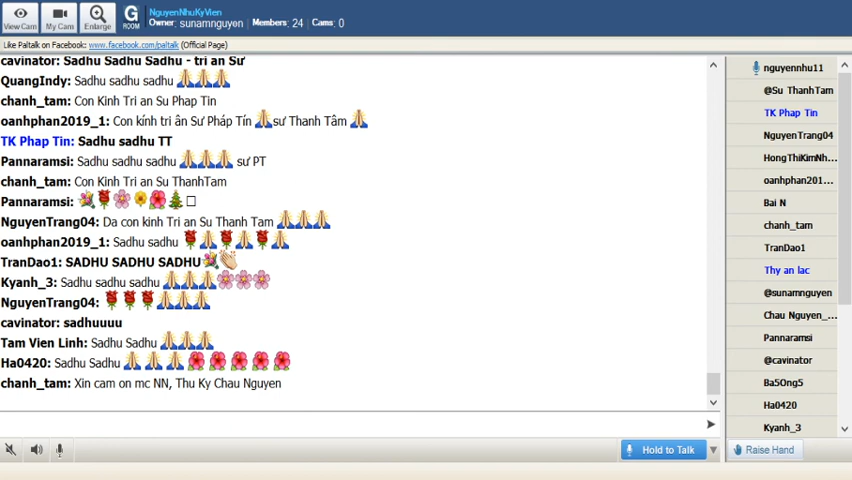 View Cam
My Cam
Enlarge
G
ROOM
NguyenNhuKyVien
Owner: sunamnguyen Members: 24 Cams: 0
Like Paltalk on Facebook: www.facebook.com/paltalk (Official Page)
cavinator: Sadhu Sadhu Sadhu - tri ân Sư
QuangIndy: Sadhu sadhu sadhu 🙏🙏🙏
chanh_tam: Con Kinh Tri an Su Phap Tin
oanhphan2019_1: Con kính tri ân Sư Pháp Tín 🙏sư Thanh Tâm 🙏
TK Phap Tin: Sadhu sadhu TT
Pannaramsi: Sadhu sadhu sadhu 🙏🙏🙏 sư PT
chanh_tam: Con Kinh Tri an Su ThanhTam
Pannaramsi: 💐🌹🌸🌼🌺🎄
NguyenTrang04: Da con kinh Tri an Su Thanh Tam 🙏🙏🙏
oanhphan2019_1: Sadhu sadhu 🌹🙏🌹🙏🌹🙏
TranDao1: SADHU SADHU SADHU💐👏
Kyanh_3: Sadhu sadhu sadhu 🙏🙏🙏🌸🌸🌸
NguyenTrang04: 🌹🌹🌹🙏🙏🙏
cavinator: sadhuuuu
Tam Vien Linh: Sadhu Sadhu 🙏🙏🙏
Ha0420: Sadhu Sadhu 🙏🙏🙏🌺🌺🌺🌺🌺
chanh_tam: Xin cam on mc NN, Thu Ky Chau Nguyen
Hold to Talk
nguyennhu11
@Su ThanhTam
TK Phap Tin
NguyenTrang04
HongThiKimNh...
oanhphan201...
Bai N
chanh_tam
TranDao1
Thy an lac
@sunamnguyen
Chau Nguyen_...
Pannaramsi
@cavinator
Ba5Ong5
Ha0420
Kyanh_3
Raise Hand